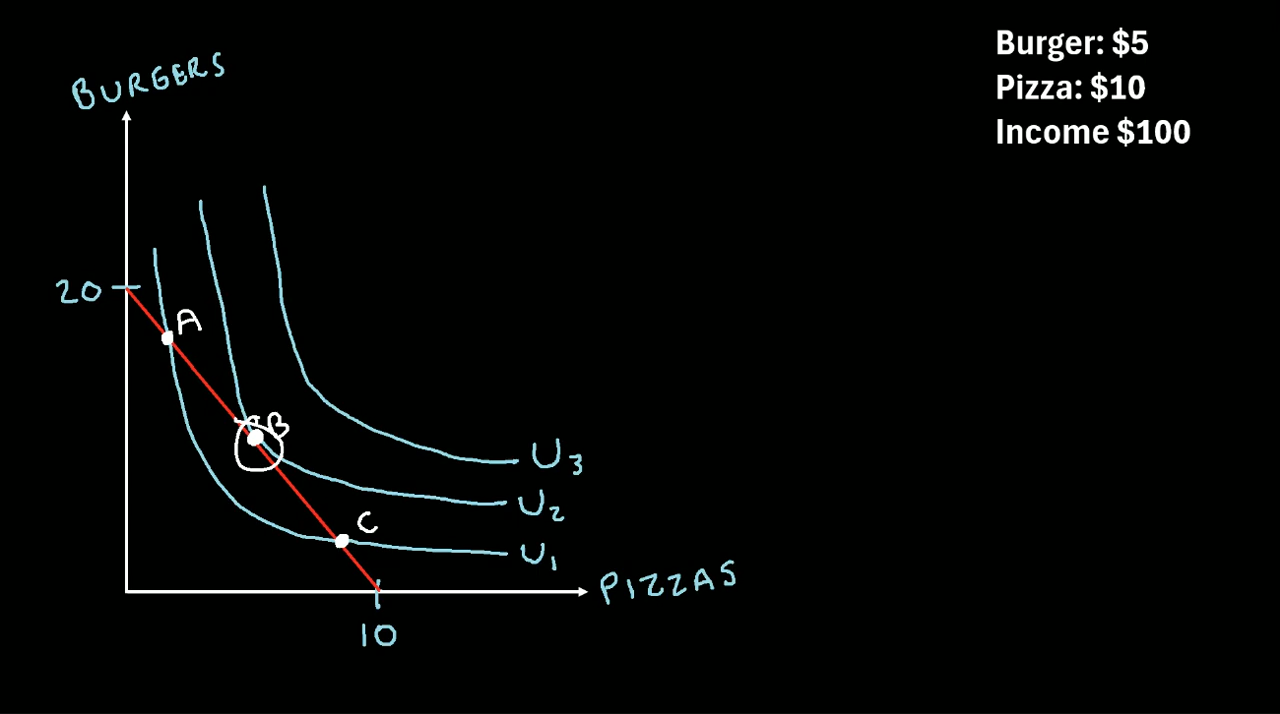 Burger: $5
Pizza: $10
Income $100
BURGERS
20
A
B
C
U3
U2
U1
PIZZAS
10